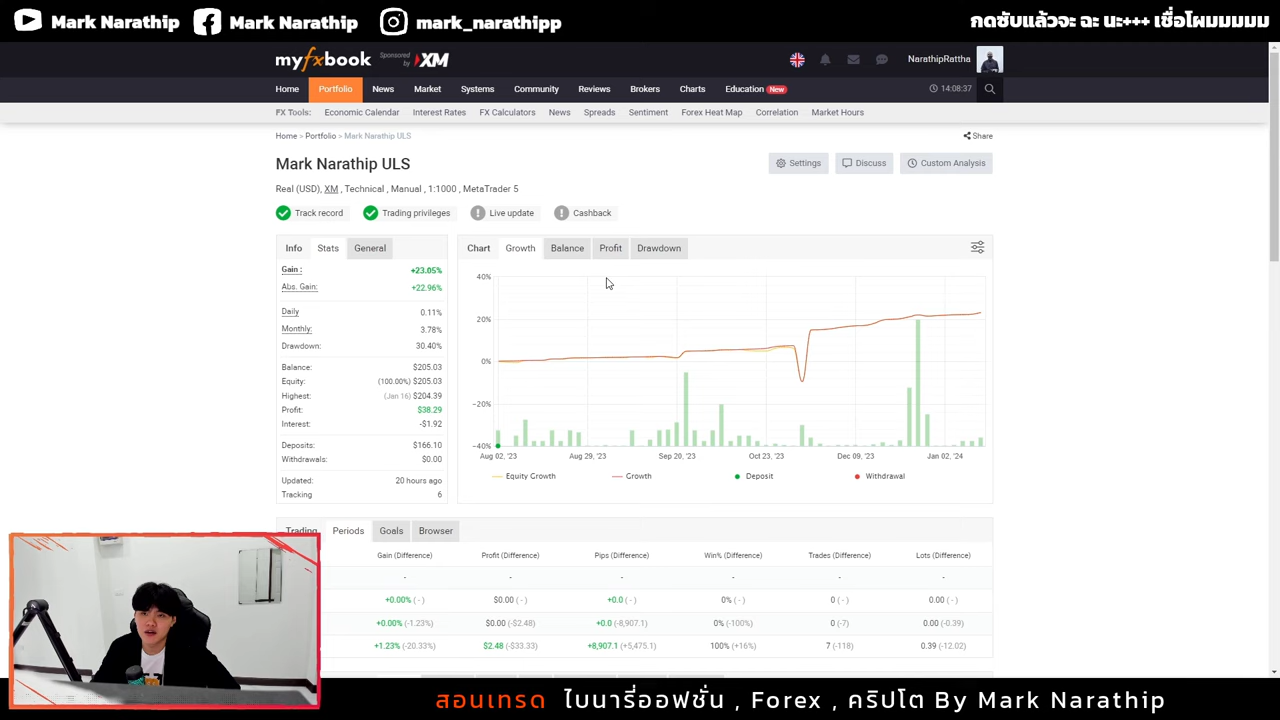 Mark Narathip Mark Narathip mark_narathipp กดซับแล้วจะ ฉะ นะ+++ เชื่อโผมมมมม
myfxbook Sponsored by XM NarathipRattha
Home Portfolio News Market Systems Community Reviews Brokers Charts Education New 14:08:37
FX Tools: Economic Calendar Interest Rates FX Calculators News Spreads Sentiment Forex Heat Map Correlation Market Hours
Home > Portfolio > Mark Narathip ULS Share
Mark Narathip ULS Settings Discuss Custom Analysis
Real (USD), XM , Technical , Manual , 1:1000 , MetaTrader 5
Track record Trading privileges Live update Cashback
Info Stats General
Gain : +23.05%
Abs. Gain: +22.96%
Daily 0.11%
Monthly: 3.78%
Drawdown: 30.40%
Balance: $205.03
Equity: (100.00%) $205.03
Highest: (Jan 16) $204.39
Profit: $38.29
Interest: -$1.92
Deposits: $166.10
Withdrawals: $0.00
Updated: 20 hours ago
Tracking 6
Chart Growth Balance Profit Drawdown
40%
20%
0%
-20%
-40%
Aug 02, '23 Aug 29, '23 Sep 20, '23 Oct 23, '23 Dec 09, '23 Jan 02, '24
Equity Growth Growth Deposit Withdrawal
Trading Periods Goals Browser
Gain (Difference) Profit (Difference) Pips (Difference) Win% (Difference) Trades (Difference) Lots (Difference)
- - - - - -
+0.00% ( - ) $0.00 ( - ) +0.0 ( - ) 0% ( - ) 0 ( - ) 0.00 ( - )
+0.00% (-1.23%) $0.00 (-$2.48) +0.0 (-8,907.1) 0% (-100%) 0 (-7) 0.00 (-0.39)
+1.23% (-20.33%) $2.48 (-$33.33) +8,907.1 (+5,475.1) 100% (+16%) 7 (-118) 0.39 (-12.02)
สอนเทรด ไบนารี่ออฟชั่น , Forex , คริปโต By Mark Narathip